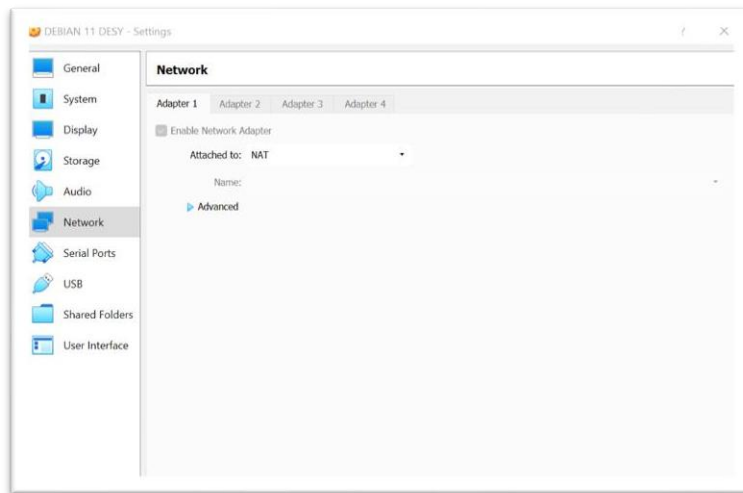 DEBIAN 11 DESY - Settings
?
General
System
Display
Storage
Audio
Network
Serial Ports
USB
Shared Folders
User Interface
Network
Adapter 1 Adapter 2 Adapter 3 Adapter 4
Enable Network Adapter
Attached to: NAT
Name:
Advanced